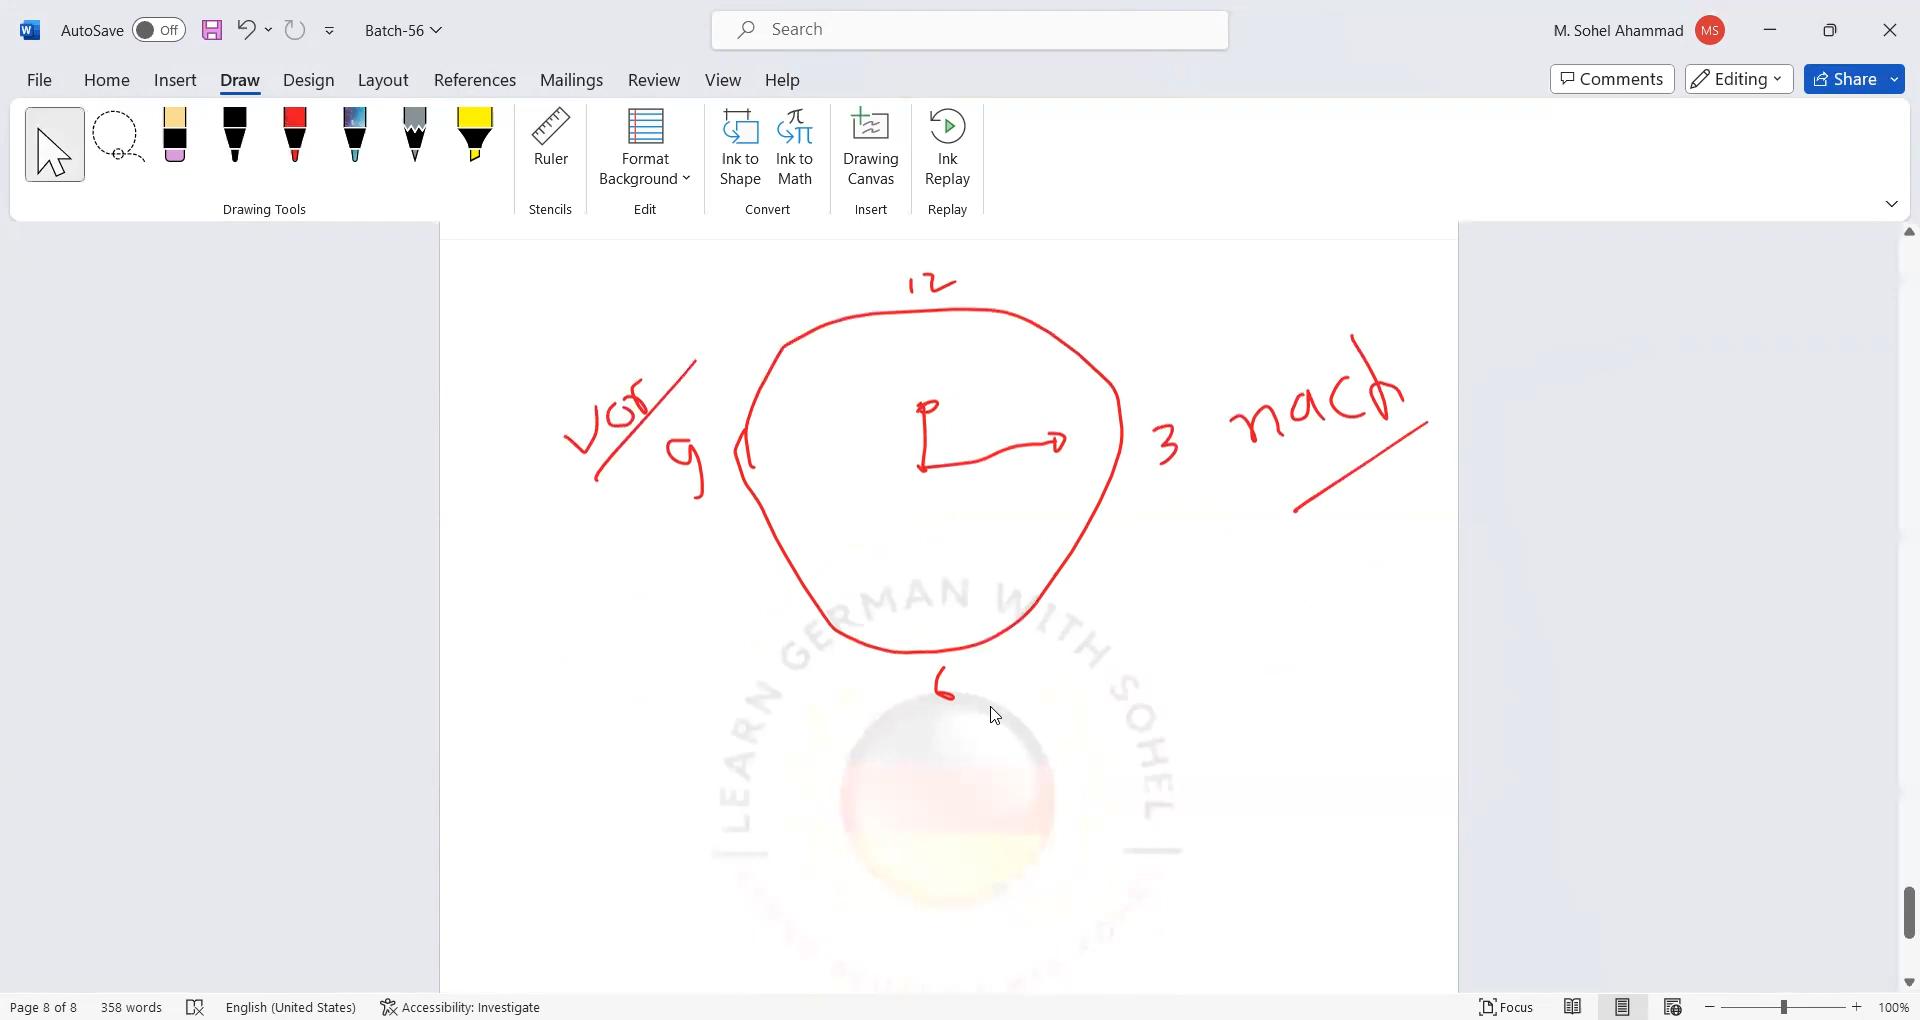 AutoSave Off Batch-56 Search M. Sohel Ahammad MS
File Home Insert Draw Design Layout References Mailings Review View Help Comments Editing Share
Ruler Format Background Ink to Shape Ink to Math Drawing Canvas Ink Replay
Drawing Tools Stencils Edit Convert Insert Replay
12
vor
9
3
nach
6
LEARN GERMAN WITH SOHEL
Page 8 of 8 358 words English (United States) Accessibility: Investigate Focus 100%